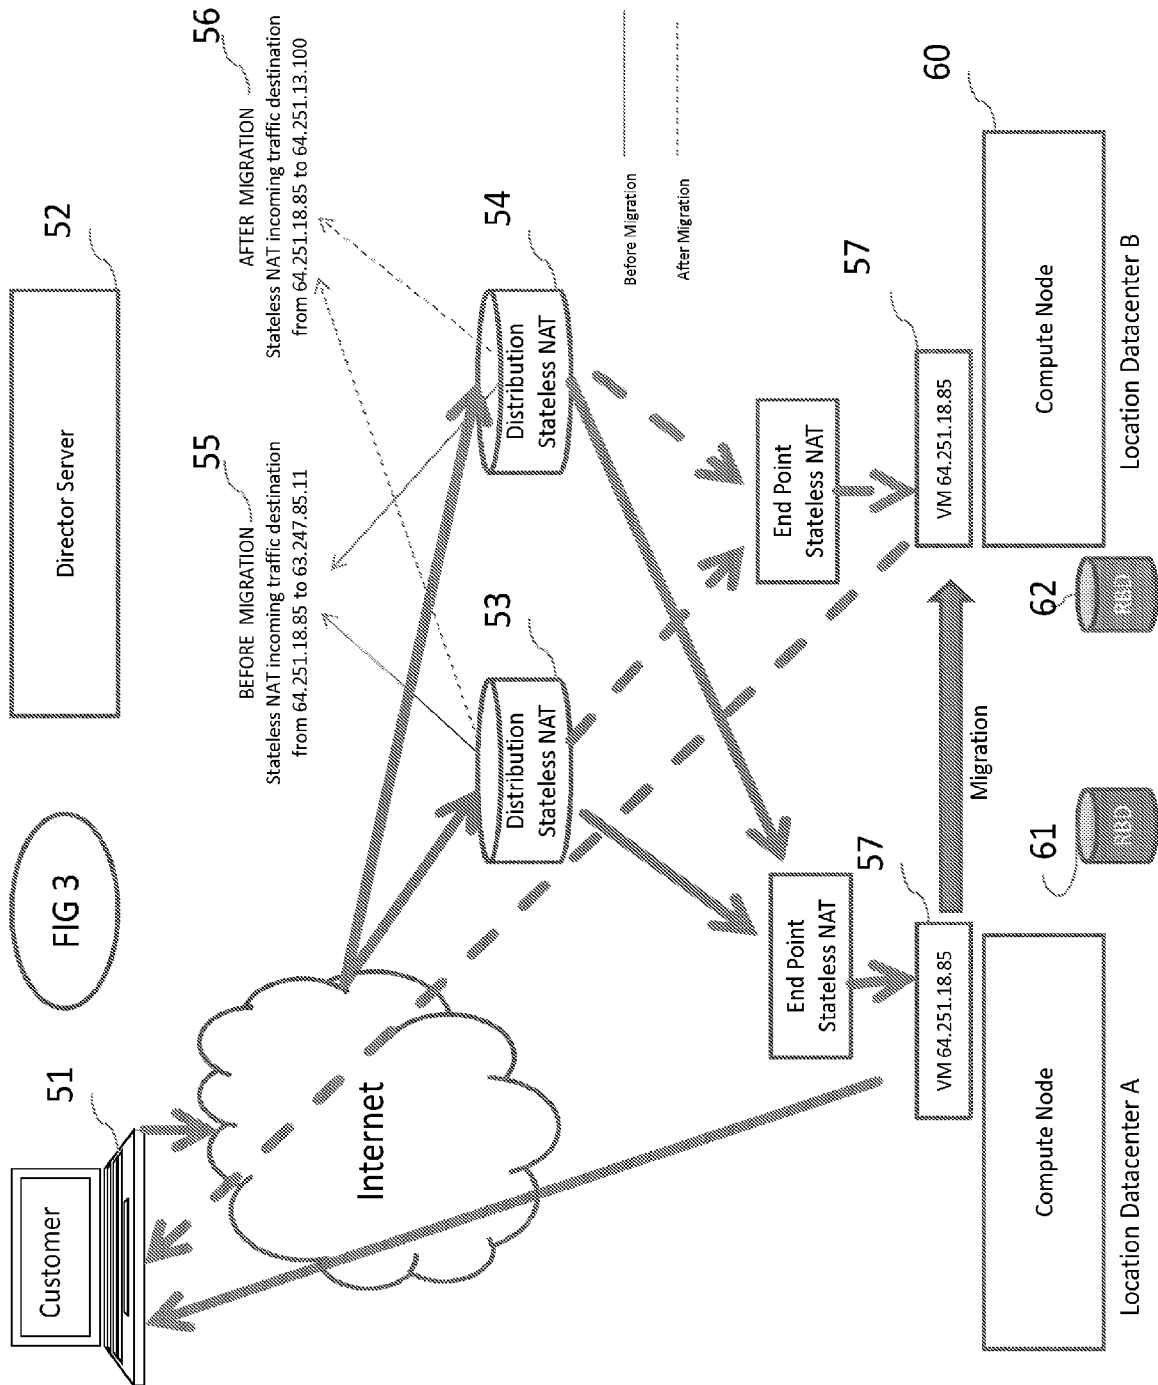 FIG 3
Director Server
52
Customer
51
BEFORE MIGRATION
Stateless NAT incoming traffic destination
from 64.251.18.85 to 63.247.85.11
55
AFTER MIGRATION
Stateless NAT incoming traffic destination
from 64.251.18.85 to 64.251.13.100
56
Internet
Distribution
Stateless NAT
53
Distribution
Stateless NAT
54
Before Migration
After Migration
End Point
Stateless NAT
End Point
Stateless NAT
57
VM 64.251.18.85
Migration
57
VM 64.251.18.85
Compute Node
61
RBD
62
RBD
Compute Node
60
Location Datacenter A
Location Datacenter B